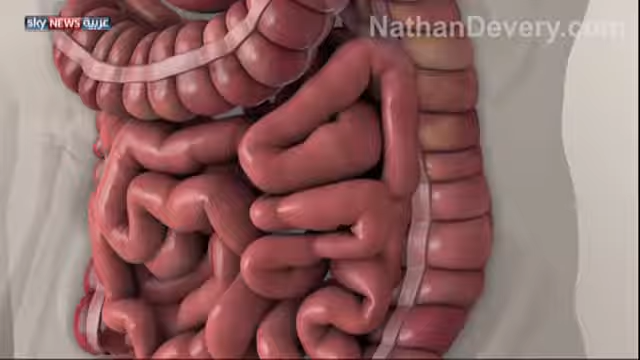 sky NEWS عربية
NathanDevery.com